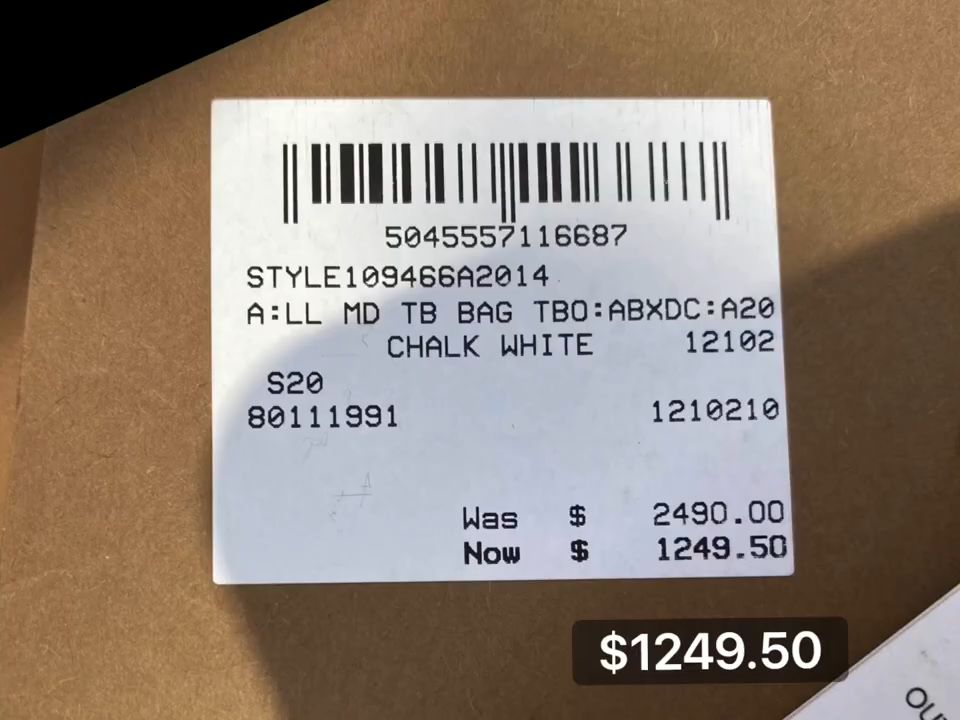 5045557116687
STYLE109466A2014
A:LL MD TB BAG TBO:ABXDC:A20
CHALK WHITE 12102
S20
80111991 1210210
Was $ 2490.00
Now $ 1249.50
$1249.50